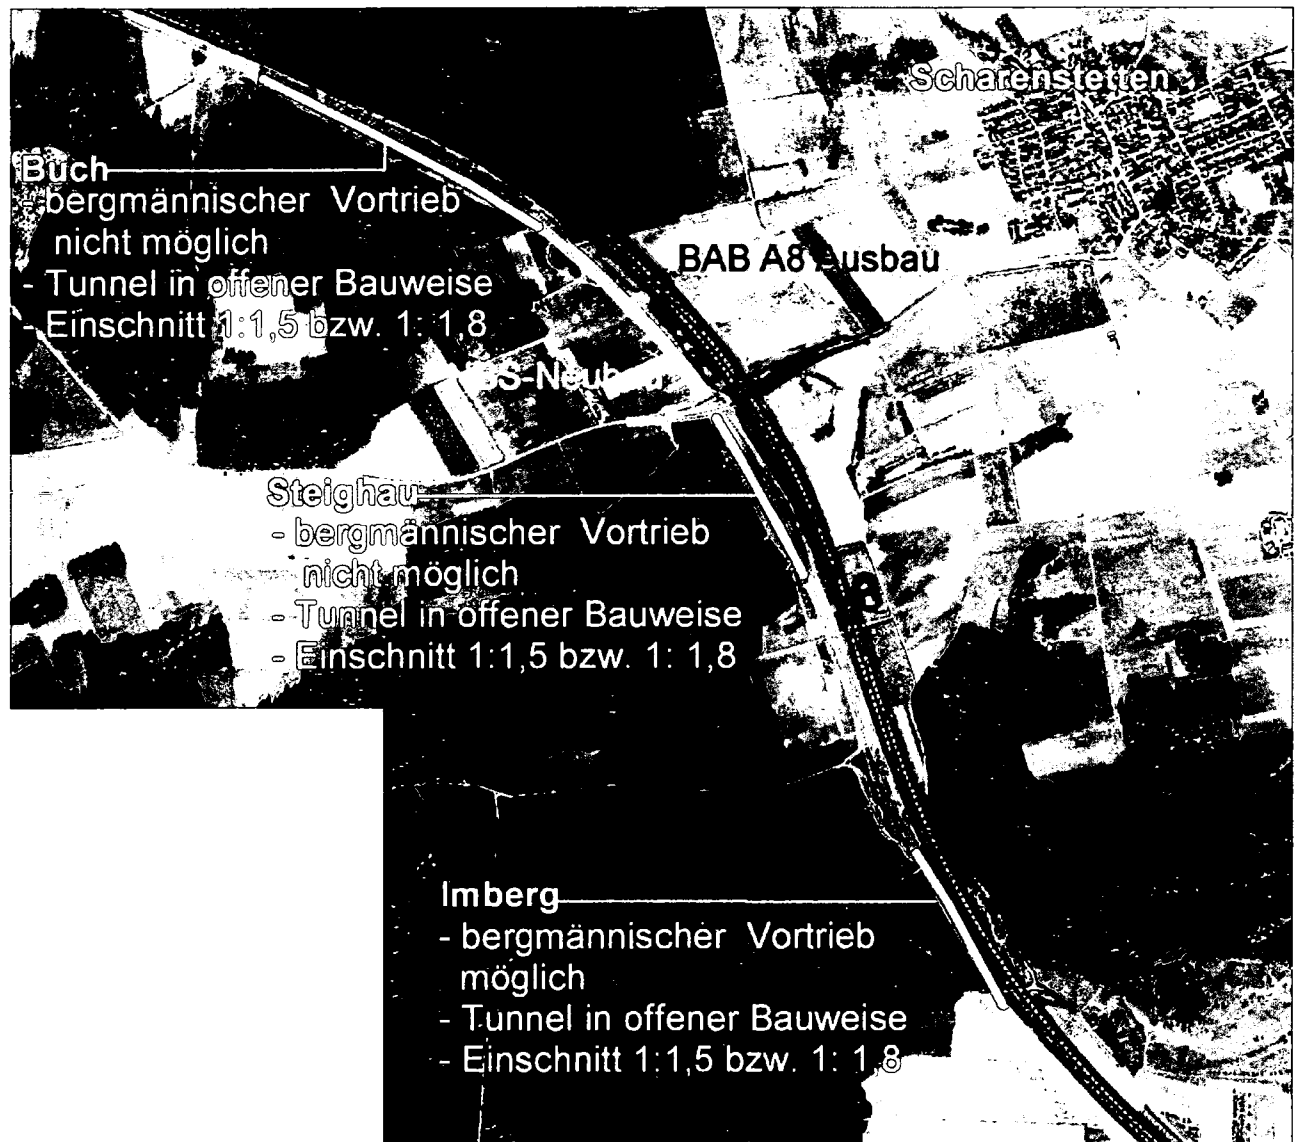 Scharenstetten
Buch
- bergmännischer Vortrieb
nicht möglich
- Tunnel in offener Bauweise
- Einschnitt 1:1,5 bzw. 1: 1,8
BAB A8 Ausbau
NBS-Neubau
Steighau
- bergmännischer Vortrieb
nicht möglich
- Tunnel in offener Bauweise
- Einschnitt 1:1,5 bzw. 1: 1,8
Imberg
- bergmännischer Vortrieb
möglich
- Tunnel in offener Bauweise
- Einschnitt 1:1,5 bzw. 1: 1,8